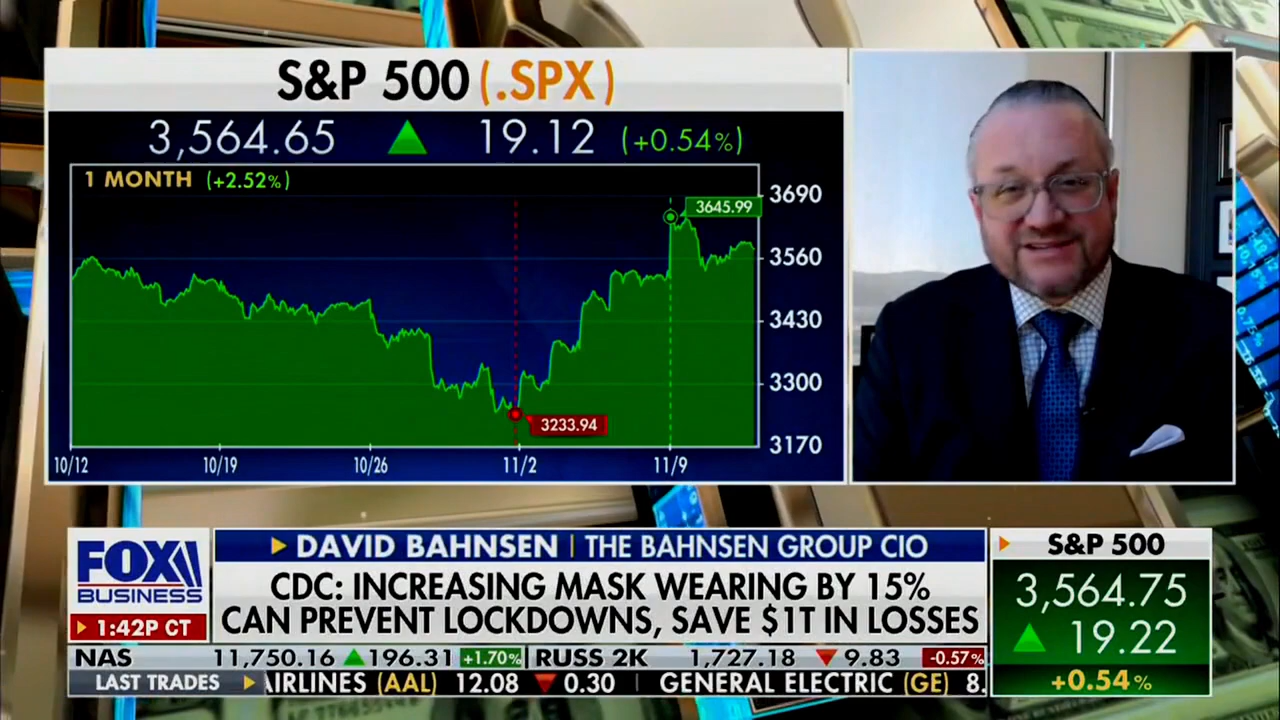 S&P 500 (.SPX)
3,564.65 ▲ 19.12 (+0.54%)
1 MONTH (+2.52%)
3690
3645.99
3560
3430
3300
3233.94
3170
10/12 10/19 10/26 11/2 11/9
FOX
BUSINESS
1:42P CT
DAVID BAHNSEN | THE BAHNSEN GROUP CIO
CDC: INCREASING MASK WEARING BY 15%
CAN PREVENT LOCKDOWNS, SAVE $1T IN LOSSES
S&P 500
3,564.75
▲ 19.22
+0.54%
NAS 11,750.16 ▲ 196.31 +1.70% RUSS 2K 1,727.18 ▼ 9.83 -0.57%
LAST TRADES AIRLINES (AAL) 12.08 ▼ 0.30 | GENERAL ELECTRIC (GE) 8.